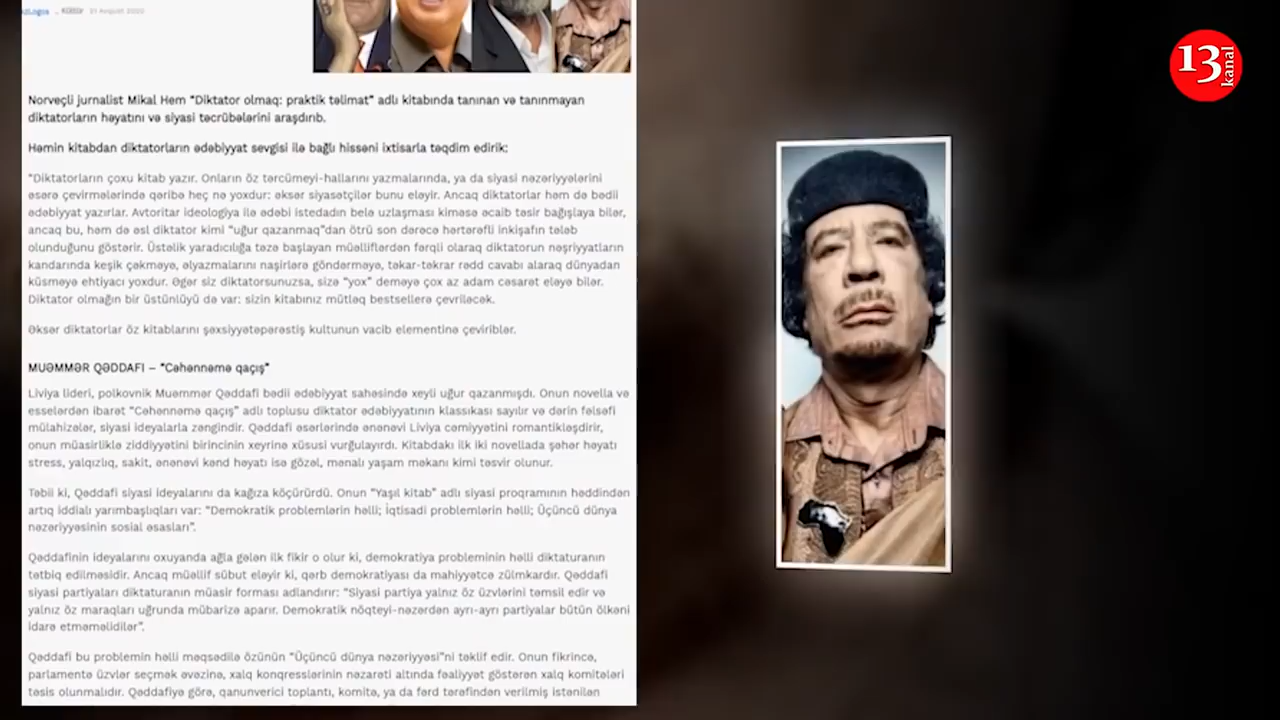 31 Avqust 2020
13
kanal
Norveçli jurnalist Mikal Hem “Diktator olmaq: praktik təlimat” adlı kitabında tanınan və tanınmayan
diktatorların həyatını və siyasi təcrübələrini araşdırıb.
Həmin kitabdan diktatorların ədəbiyyat sevgisi ilə bağlı hissəni ixtisarla təqdim edirik:
“Diktatorların çoxu kitab yazır. Onların öz tərcümeyi-hallarını yazmalarında, ya da siyasi nəzəriyyələrini
əsərə çevirmələrində qəribə heç nə yoxdur: əksər siyasətçilər bunu eləyir. Ancaq diktatorlar həm də bədii
ədəbiyyat yazırlar. Avtoritar ideologiya ilə ədəbi istedadın belə uzlaşması kiməsə əcaib təsir bağışlaya bilər,
ancaq bu, həm də əsl diktator kimi “uğur qazanmaq”dan ötrü son dərəcə hərtərəfli inkişafın tələb
olunduğunu göstərir. Üstəlik yaradıcılığa təzə başlayan müəlliflərdən fərqli olaraq diktatorun nəşriyyatların
kandarında keşik çəkməyə, əlyazmalarını naşirlərə göndərməyə, təkar-təkrar rədd cavabı alaraq dünyadan
küsməyə ehtiyacı yoxdur. Əgər siz diktatorsunuzsa, sizə “yox” deməyə çox az adam cəsarət eləyə bilər.
Diktator olmağın bir üstünlüyü də var: sizin kitabınız mütləq bestsellerə çevriləcək.
Əksər diktatorlar öz kitablarını şəxsiyyətəpərəstiş kultunun vacib elementinə çeviriblər.
MUƏMMƏR QƏDDAFİ – “Cəhənnəmə qaçış”
Liviya lideri, polkovnik Muəmmər Qəddafi bədii ədəbiyyat sahəsində xeyli uğur qazanmışdı. Onun novella və
esselərdən ibarət “Cəhənnəmə qaçış” adlı toplusu diktator ədəbiyyatının klassikası sayılır və dərin fəlsəfi
mülahizələr, siyasi ideyalarla zəngindir. Qəddafi əsərlərində ənənəvi Liviya cəmiyyətini romantikləşdirir,
onun müasirliklə ziddiyyətini birincinin xeyrinə xüsusi vurğulayırdı. Kitabdakı ilk iki novellada şəhər həyatı
stress, yalqızlıq, sakit, ənənəvi kənd həyatı isə gözəl, mənalı yaşam məkanı kimi təsvir olunur.
Təbii ki, Qəddafi siyasi ideyalarını da kağıza köçürürdü. Onun “Yaşıl kitab” adlı siyasi proqramının həddindən
artıq iddialı yarımbaşlıqları var: “Demokratik problemlərin həlli; İqtisadi problemlərin həlli; Üçüncü dünya
nəzəriyyəsinin sosial əsasları”.
Qəddafinin ideyalarını oxuyanda ağla gələn ilk fikir o olur ki, demokratiya probleminin həlli diktaturanın
tətbiq edilməsidir. Ancaq müəllif sübut eləyir ki, qərb demokratiyası da mahiyyətcə zülmkardır. Qəddafi
siyasi partiyaları diktaturanın müasir forması adlandırır: “Siyasi partiya yalnız öz üzvlərini təmsil edir və
yalnız öz maraqları uğrunda mübarizə aparır. Demokratik nöqteyi-nəzərdən ayrı-ayrı partiyalar bütün ölkəni
idarə etməməlidilər”.
Qəddafi bu problemin həlli məqsədilə özünün “Üçüncü dünya nəzəriyyəsi”ni təklif edir. Onun fikrincə,
parlamentə üzvlər seçmək əvəzinə, xalq konqresslərinin nəzarəti altında fəaliyyət göstərən xalq komitələri
təsis olunmalıdır. Qəddafiyə görə, qanunverici toplantı, komitə, ya da fərd tərəfindən verilmiş istənilən